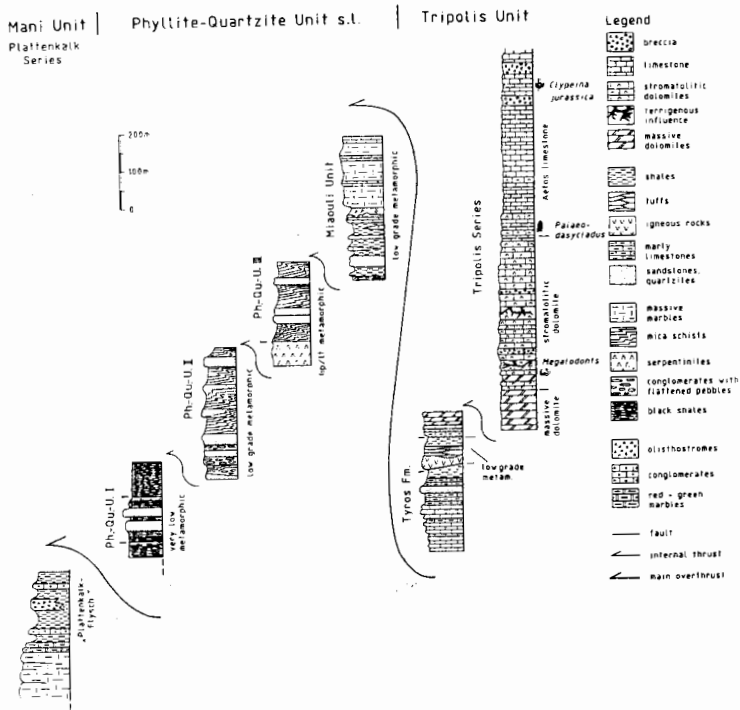 Mani Unit
Plattenkalk
Series
Phyllite-Quartzite Unit s.l.
Tripolis Unit
200m
100m
0
"Plattenkalk-
flysch"
Ph.-Qu.-U. I
very low
metamorphic
Ph.-Qu.-U. II
low grade metamorphic
Ph.-Qu.-U. III
hp/lt metamorphic
Miaouli Unit
low grade metamorphic
Tyros Fm.
low grade
metam.
Tripolis Series
massive
dolomite
stromatolitic
dolomite
Aetos limestone
Clypeina
jurassica
Palaeo-
dasycladus
Megalodonts
Legend
breccia
limestone
stromatolitic
dolomites
terrigenous
influence
massive
dolomites
shales
tuffs
igneous rocks
marly
limestones
sandstones,
quartzites
massive
marbles
mica schists
serpentinites
conglomerates with
flattened pebbles
black shales
olisthostromes
conglomerates
red - green
marbles
fault
internal thrust
main overthrust